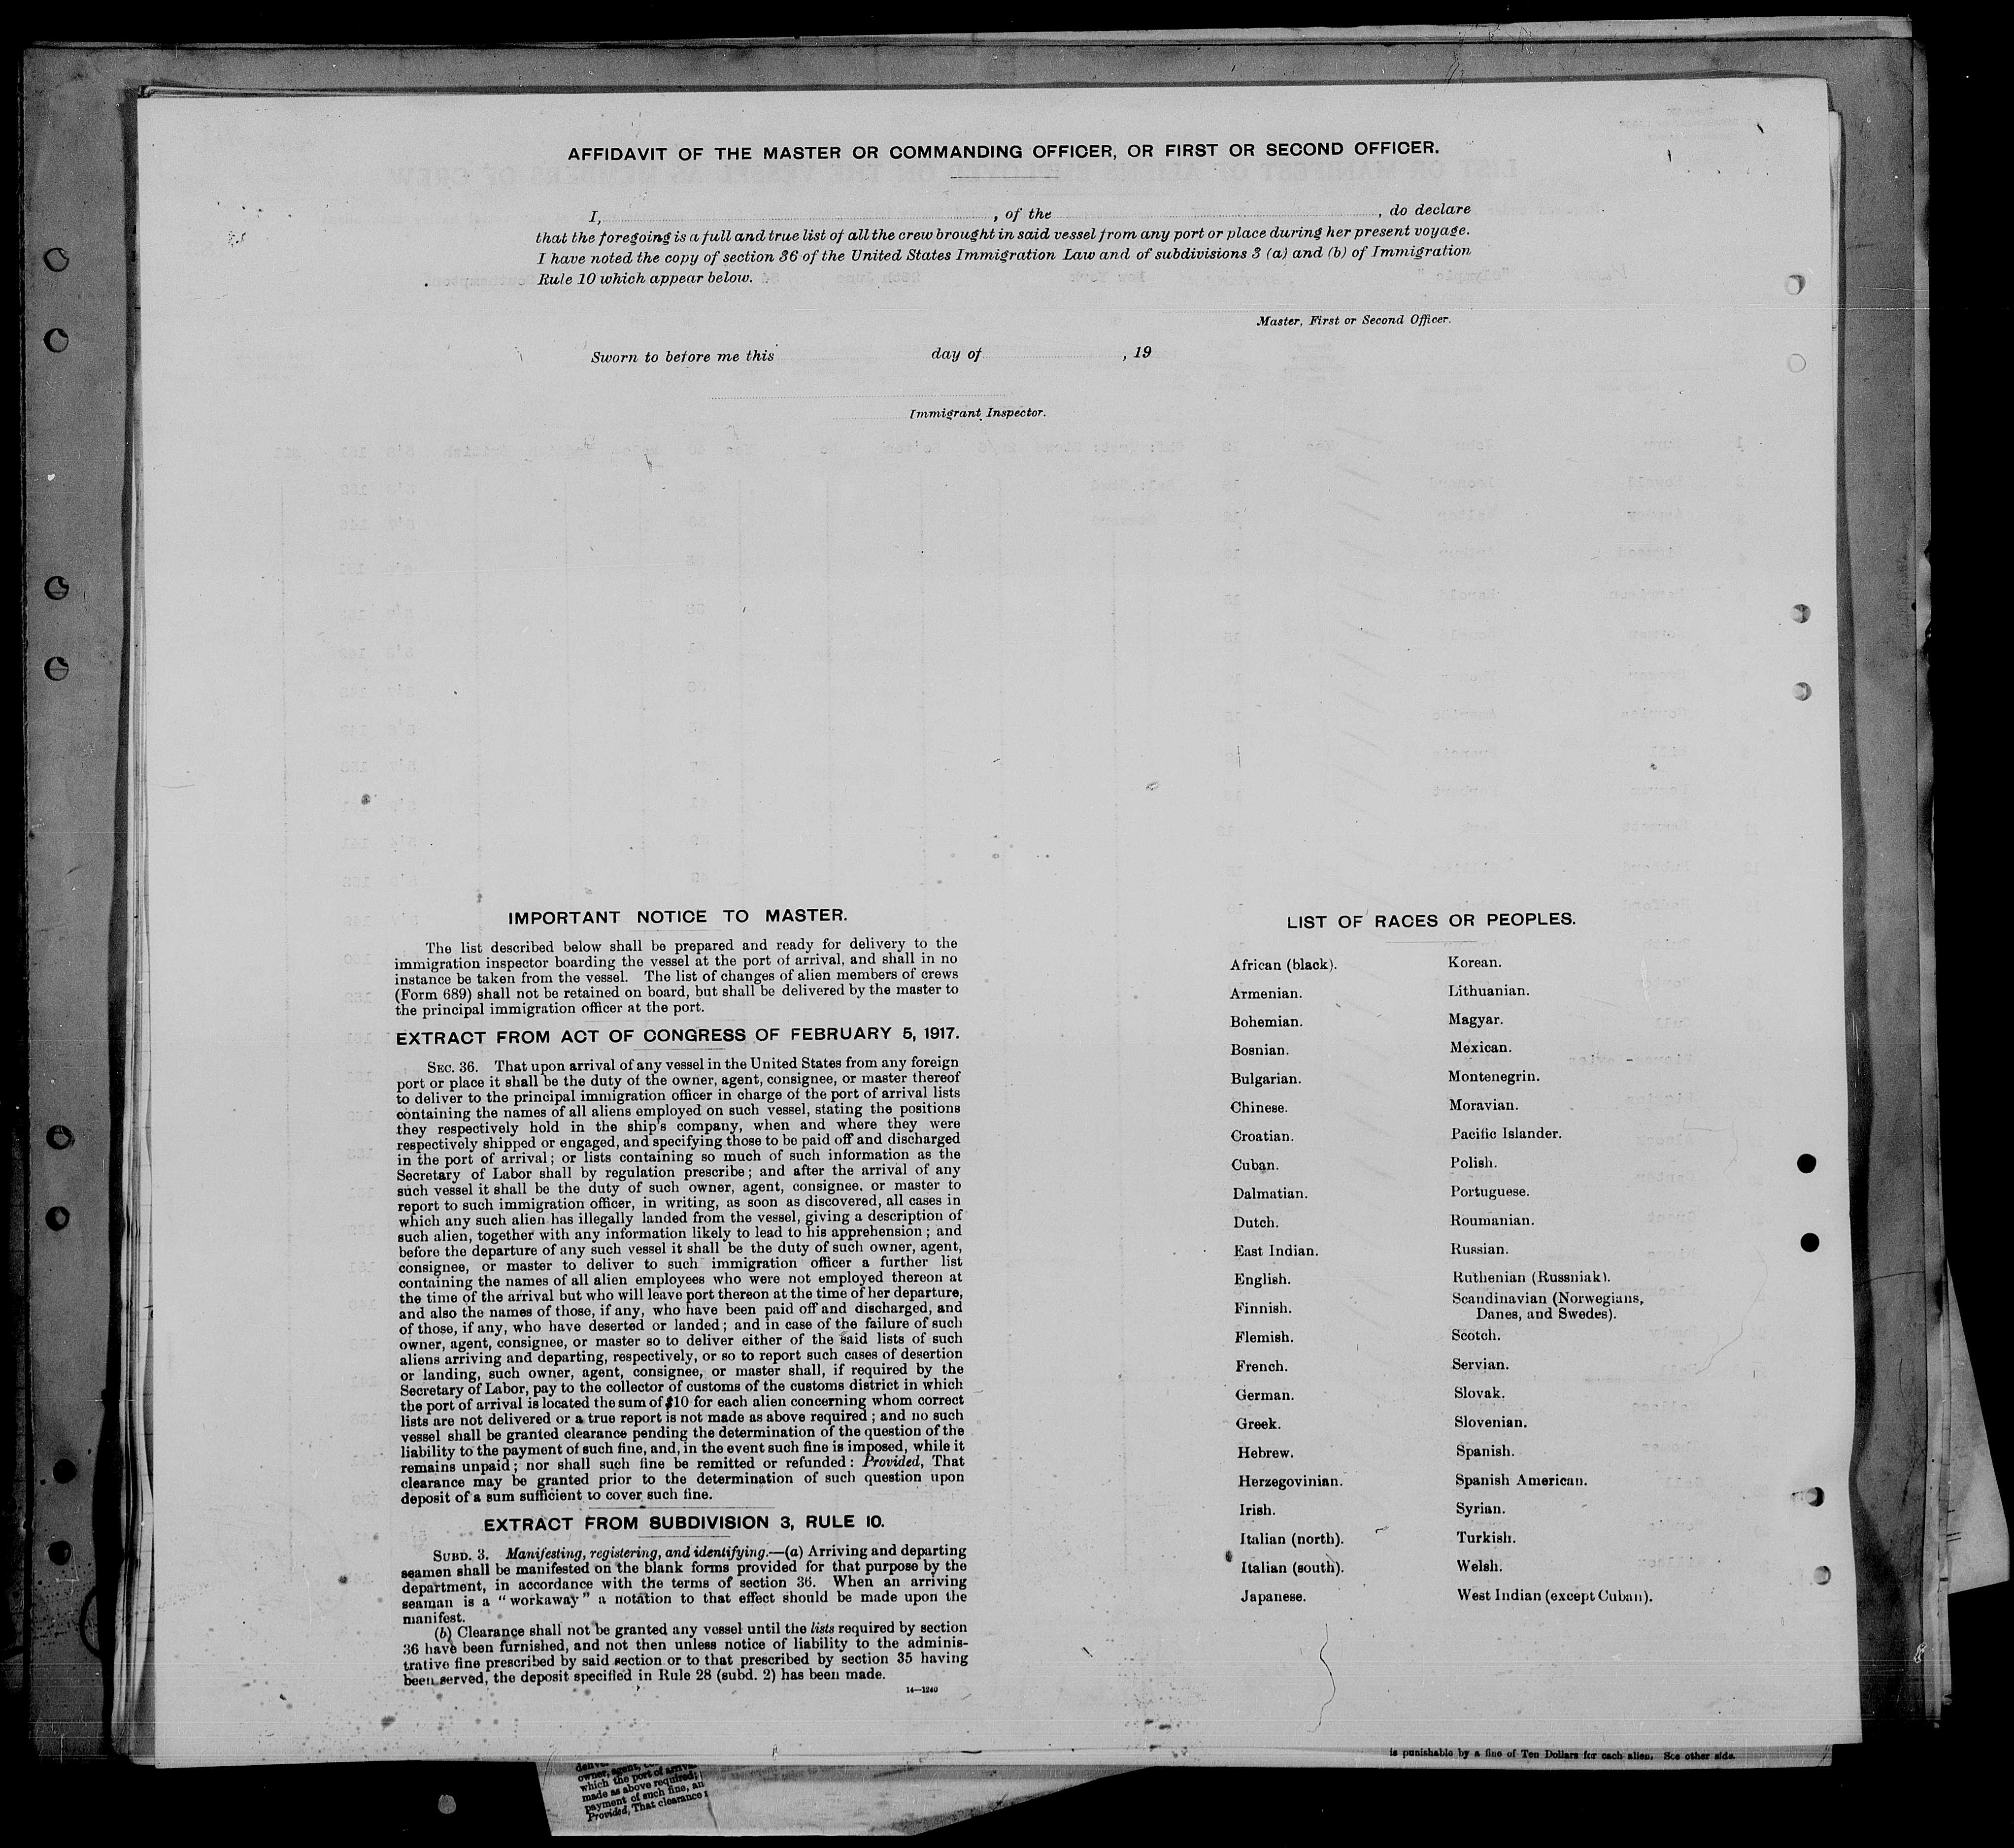 AFFIDAVIT OF THE MASTER OR COMMANDING OFFICER, OR FIRST OR SECOND OFFICER.
I, , of the , do declare
that the foregoing is a full and true list of all the crew brought in said vessel from any port or place during her present voyage.
I have noted the copy of section 36 of the United States Immigration Law and of subdivisions 3 (a) and (b) of Immigration
Rule 10 which appear below.
Master, First or Second Officer.
Sworn to before me this day of , 19
Immigrant Inspector.
IMPORTANT NOTICE TO MASTER.
The list described below shall be prepared and ready for delivery to the
immigration inspector boarding the vessel at the port of arrival, and shall in no
instance be taken from the vessel. The list of changes of alien members of crews
(Form 689) shall not be retained on board, but shall be delivered by the master to
the principal immigration officer at the port.
EXTRACT FROM ACT OF CONGRESS OF FEBRUARY 5, 1917.
SEC. 36. That upon arrival of any vessel in the United States from any foreign
port or place it shall be the duty of the owner, agent, consignee, or master thereof
to deliver to the principal immigration officer in charge of the port of arrival lists
containing the names of all aliens employed on such vessel, stating the positions
they respectively hold in the ship's company, when and where they were
respectively shipped or engaged, and specifying those to be paid off and discharged
in the port of arrival; or lists containing so much of such information as the
Secretary of Labor shall by regulation prescribe; and after the arrival of any
such vessel it shall be the duty of such owner, agent, consignee, or master to
report to such immigration officer, in writing, as soon as discovered, all cases in
which any such alien has illegally landed from the vessel, giving a description of
such alien, together with any information likely to lead to his apprehension; and
before the departure of any such vessel it shall be the duty of such owner, agent,
consignee, or master to deliver to such immigration officer a further list
containing the names of all alien employees who were not employed thereon at
the time of the arrival but who will leave port thereon at the time of her departure,
and also the names of those, if any, who have been paid off and discharged, and
of those, if any, who have deserted or landed; and in case of the failure of such
owner, agent, consignee, or master so to deliver either of the said lists of such
aliens arriving and departing, respectively, or so to report such cases of desertion
or landing, such owner, agent, consignee, or master shall, if required by the
Secretary of Labor, pay to the collector of customs of the customs district in which
the port of arrival is located the sum of $10 for each alien concerning whom correct
lists are not delivered or a true report is not made as above required; and no such
vessel shall be granted clearance pending the determination of the question of the
liability to the payment of such fine, and, in the event such fine is imposed, while it
remains unpaid; nor shall such fine be remitted or refunded: Provided, That
clearance may be granted prior to the determination of such question upon
deposit of a sum sufficient to cover such fine.
EXTRACT FROM SUBDIVISION 3, RULE 10.
SUBD. 3. Manifesting, registering, and identifying.—(a) Arriving and departing
seamen shall be manifested on the blank forms provided for that purpose by the
department, in accordance with the terms of section 36. When an arriving
seaman is a "workaway" a notation to that effect should be made upon the
manifest.
(b) Clearance shall not be granted any vessel until the lists required by section
36 have been furnished, and not then unless notice of liability to the adminis-
trative fine prescribed by said section or to that prescribed by section 35 having
been served, the deposit specified in Rule 28 (subd. 2) has been made.
14—1240
LIST OF RACES OR PEOPLES.
African (black).
Armenian.
Bohemian.
Bosnian.
Bulgarian.
Chinese.
Croatian.
Cuban.
Dalmatian.
Dutch.
East Indian.
English.
Finnish.
Flemish.
French.
German.
Greek.
Hebrew.
Herzegovinian.
Irish.
Italian (north).
Italian (south).
Japanese.
Korean.
Lithuanian.
Magyar.
Mexican.
Montenegrin.
Moravian.
Pacific Islander.
Polish.
Portuguese.
Roumanian.
Russian.
Ruthenian (Russniak).
Scandinavian (Norwegians,
Danes, and Swedes).
Scotch.
Servian.
Slovak.
Slovenian.
Spanish.
Spanish American.
Syrian.
Turkish.
Welsh.
West Indian (except Cuban).
is punishable by a fine of Ten Dollars for each alien. See other side.
owner, agent,
which the port of
made as above required;
payment of such fine, an
Provided, That clearance